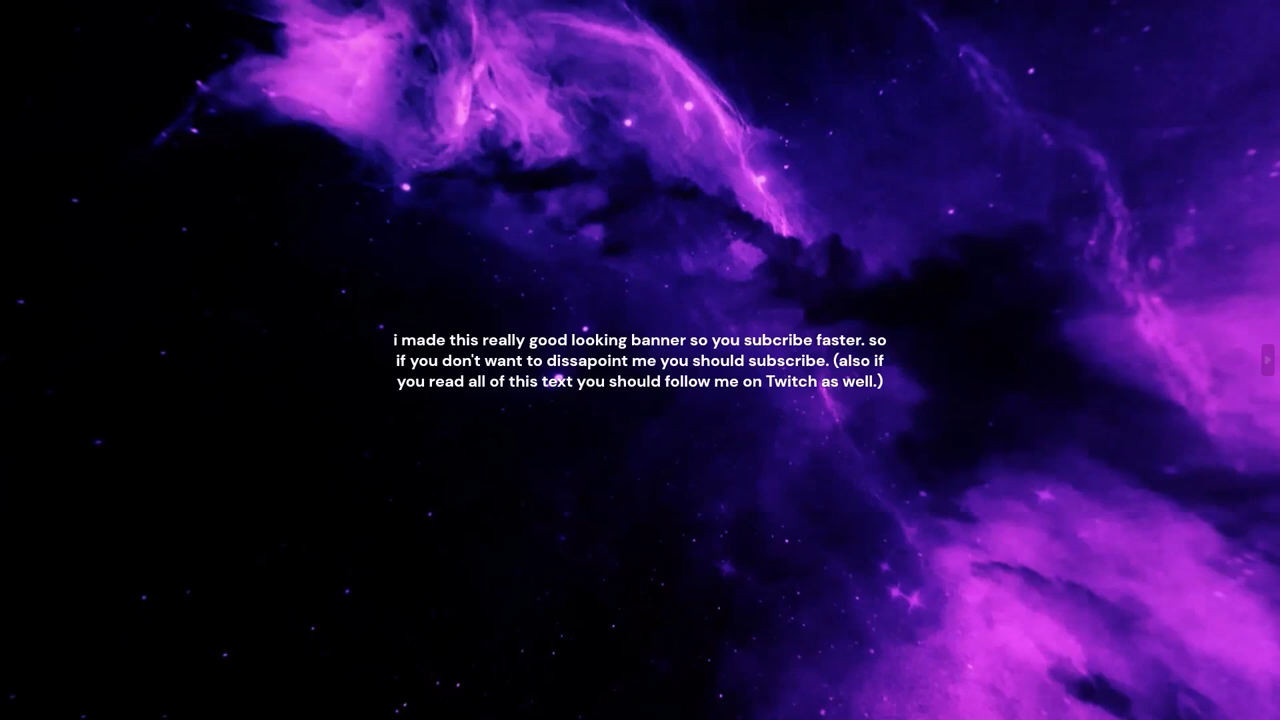 i made this really good looking banner so you subcribe faster. so
if you don't want to dissapoint me you should subscribe. (also if
you read all of this text you should follow me on Twitch as well.)